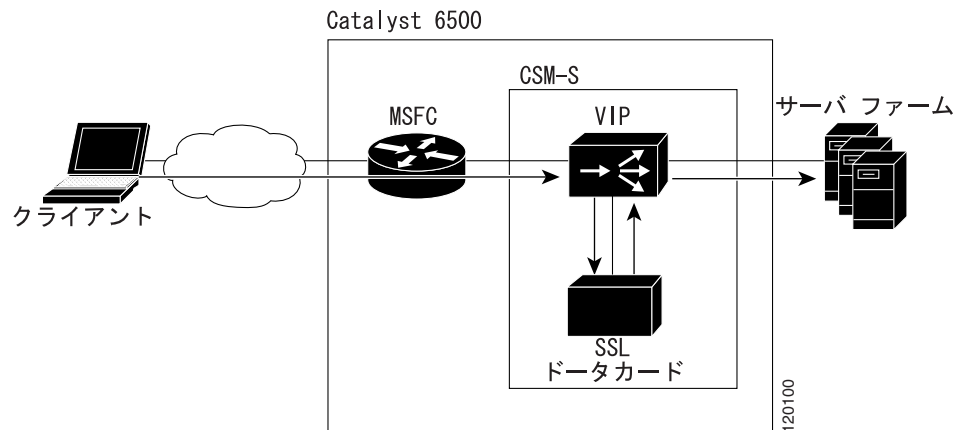 Catalyst 6500
CSM-S
サーバ ファーム
MSFC
VIP
クライアント
SSL
ドータカード
120100